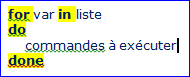 for var in liste
do
commandes à exécuter
done